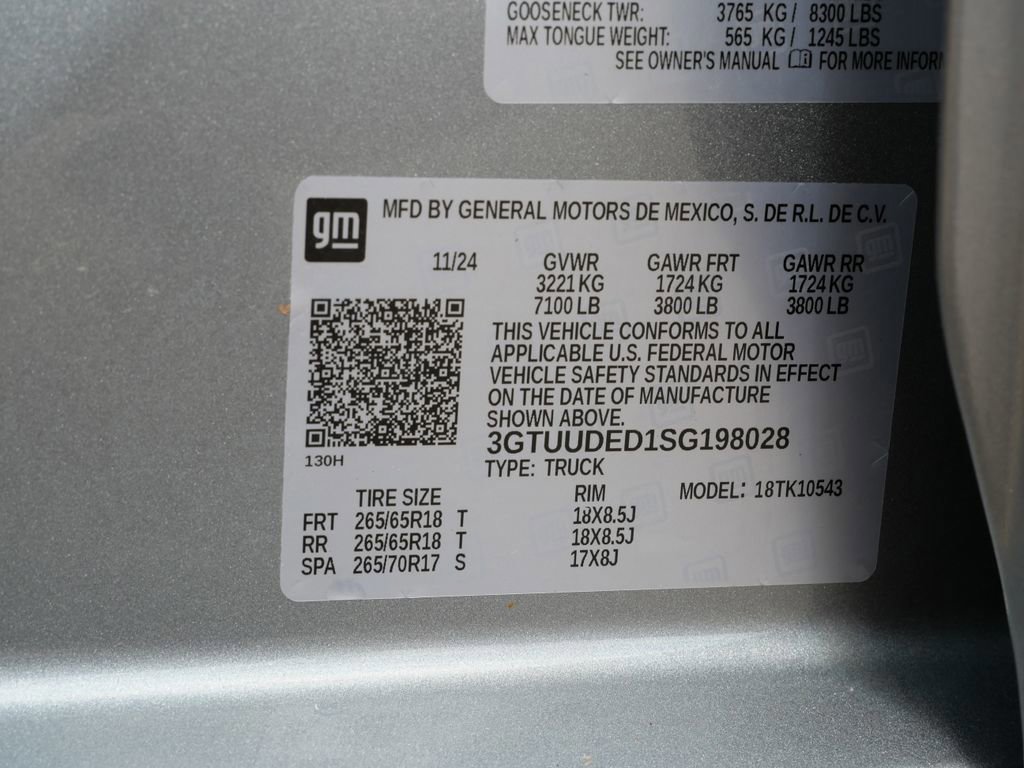 GOOSENECK TWR: 3765 KG / 8300 LBS
MAX TONGUE WEIGHT: 565 KG / 1245 LBS
SEE OWNER'S MANUAL FOR MORE INFORM
gm
MFD BY GENERAL MOTORS DE MEXICO, S. DE R.L. DE C.V.
11/24 GVWR GAWR FRT GAWR RR
3221 KG 1724 KG 1724 KG
7100 LB 3800 LB 3800 LB
THIS VEHICLE CONFORMS TO ALL
APPLICABLE U.S. FEDERAL MOTOR
VEHICLE SAFETY STANDARDS IN EFFECT
ON THE DATE OF MANUFACTURE
SHOWN ABOVE.
3GTUUDED1SG198028
130H
TYPE: TRUCK
TIRE SIZE RIM MODEL: 18TK10543
FRT 265/65R18 T 18X8.5J
RR 265/65R18 T 18X8.5J
SPA 265/70R17 S 17X8J